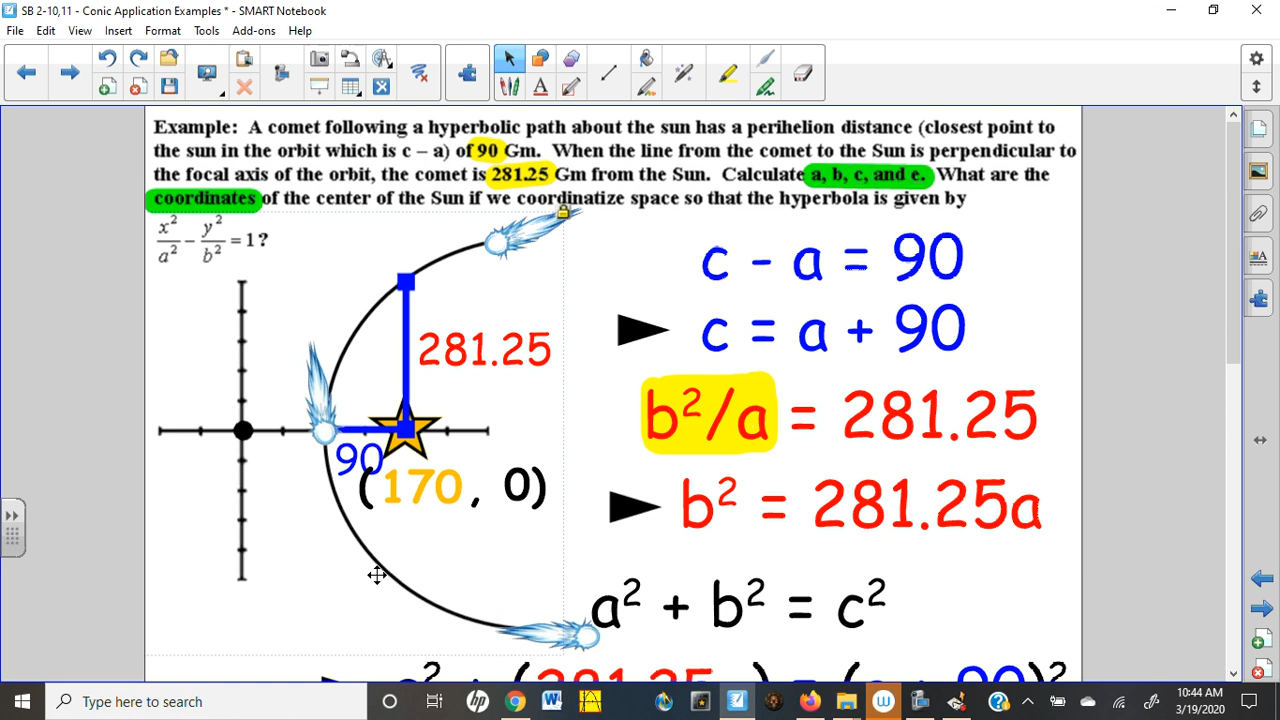 SB 2-10,11 - Conic Application Examples * - SMART Notebook
File Edit View Insert Format Tools Add-ons Help
Example: A comet following a hyperbolic path about the sun has a perihelion distance (closest point to
the sun in the orbit which is c – a) of 90 Gm. When the line from the comet to the Sun is perpendicular to
the focal axis of the orbit, the comet is 281.25 Gm from the Sun. Calculate a, b, c, and e. What are the
coordinates of the center of the Sun if we coordinatize space so that the hyperbola is given by
x²/a² − y²/b² = 1?
281.25
90
(170, 0)
c - a = 90
► c = a + 90
b²/a = 281.25
► b² = 281.25a
a² + b² = c²
Type here to search
10:44 AM
3/19/2020